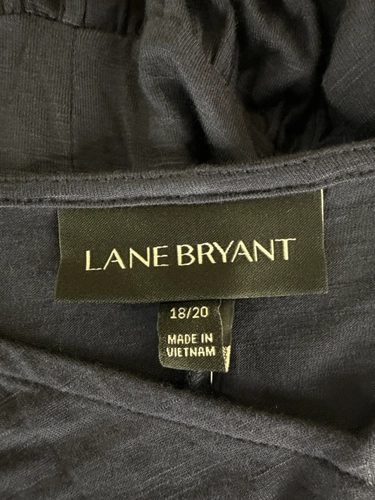 LANE BRYANT
18/20
MADE IN
VIETNAM